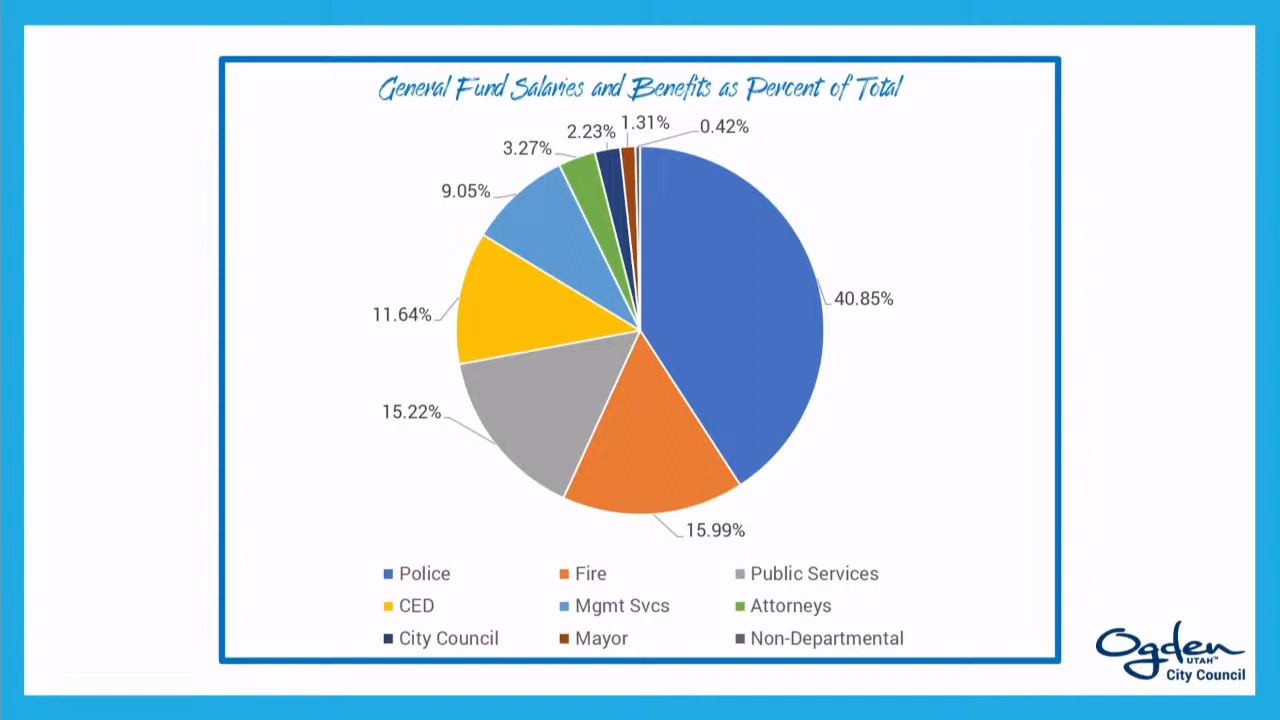 General Fund Salaries and Benefits as Percent of Total
1.31%
0.42%
2.23%
3.27%
9.05%
40.85%
11.64%
15.22%
15.99%
Police Fire Public Services
CED Mgmt Svcs Attorneys
City Council Mayor Non-Departmental
Ogden
UTAH™
City Council